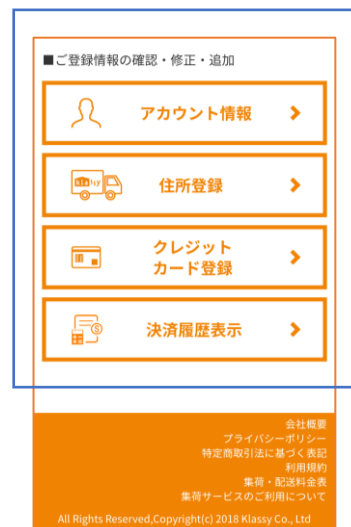 ■ご登録情報の確認・修正・追加
アカウント情報
住所登録
クレジット
カード登録
決済履歴表示
会社概要
プライバシーポリシー
特定商取引法に基づく表記
利用規約
集荷・配送料金表
集荷サービスのご利用について
All Rights Reserved,Copyright(c) 2018 Klassy Co., Ltd